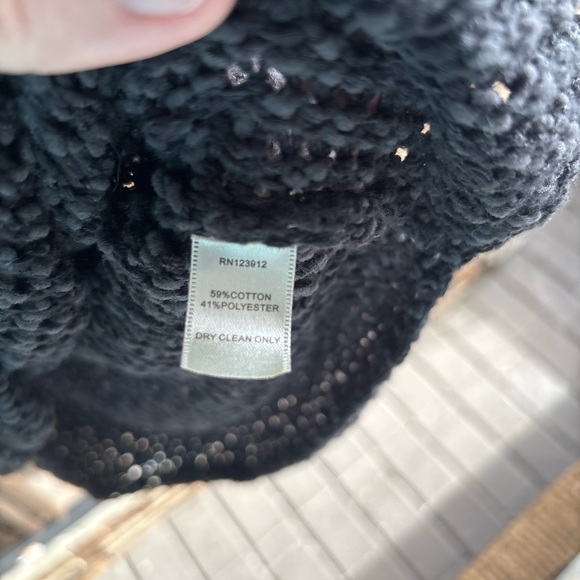 RN123912
59%COTTON
41%POLYESTER
DRY CLEAN ONLY